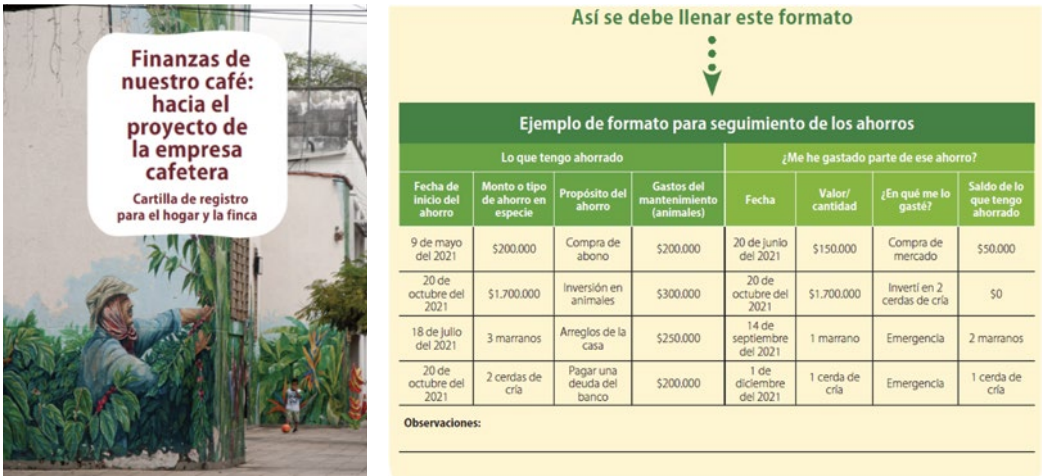 Finanzas de
nuestro café:
hacia el
proyecto de
la empresa
cafetera
Cartilla de registro
para el hogar y la finca
Así se debe llenar este formato
Ejemplo de formato para seguimiento de los ahorros
Lo que tengo ahorrado
¿Me he gastado parte de ese ahorro?
Fecha de
inicio del
ahorro
Monto o tipo
de ahorro en
especie
Propósito del
ahorro
Gastos del
mantenimiento
(animales)
Fecha
Valor/
cantidad
¿En qué me lo
gasté?
Saldo de lo
que tengo
ahorrado
9 de mayo
del 2021
$200.000
Compra de
abono
$200.000
20 de junio
del 2021
$150.000
Compra de
mercado
$50.000
20 de
octubre del
2021
$1.700.000
Inversión en
animales
$300.000
20 de
octubre del
2021
$1.700.000
Invertí en 2
cerdas de cría
$0
18 de julio
del 2021
3 marranos
Arreglos de la
casa
$250.000
14 de
septiembre
del 2021
1 marrano
Emergencia
2 marranos
20 de
octubre del
2021
2 cerdas de
cría
Pagar una
deuda del
banco
$200.000
1 de
diciembre
del 2021
1 cerda de
cría
Emergencia
1 cerda de
cría
Observaciones: